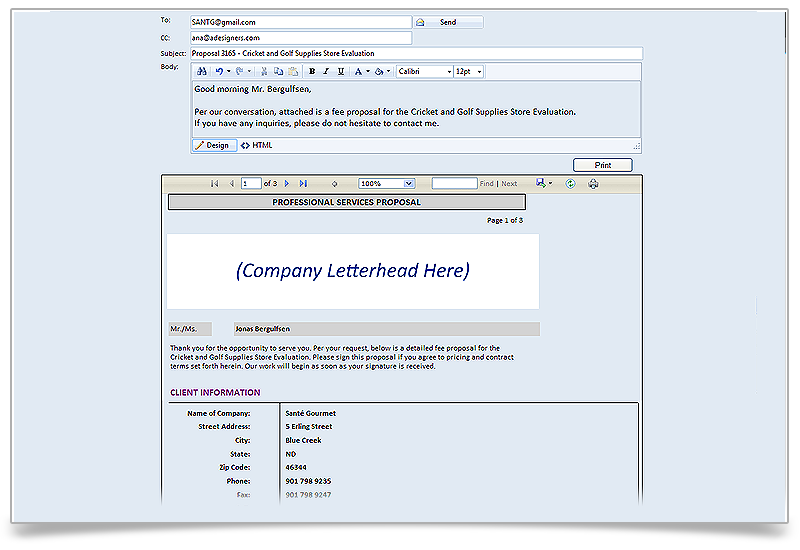 To: SANTG@gmail.com Send
CC: ana@adesigners.com
Subject: Proposal 3165 - Cricket and Golf Supplies Store Evaluation
Body:
B I U A Calibri 12pt
Good morning Mr. Bergulfsen,
Per our conversation, attached is a fee proposal for the Cricket and Golf Supplies Store Evaluation.
If you have any inquiries, please do not hesitate to contact me.
Design HTML
Print
1 of 3 100% Find | Next
PROFESSIONAL SERVICES PROPOSAL
Page 1 of 3
(Company Letterhead Here)
Mr./Ms. Jonas Bergulfsen
Thank you for the opportunity to serve you. Per your request, below is a detailed fee proposal for the
Cricket and Golf Supplies Store Evaluation. Please sign this proposal if you agree to pricing and contract
terms set forth herein. Our work will begin as soon as your signature is received.
CLIENT INFORMATION
Name of Company: Santé Gourmet
Street Address: 5 Erling Street
City: Blue Creek
State: ND
Zip Code: 46344
Phone: 901 798 9235
Fax: 901 798 9247